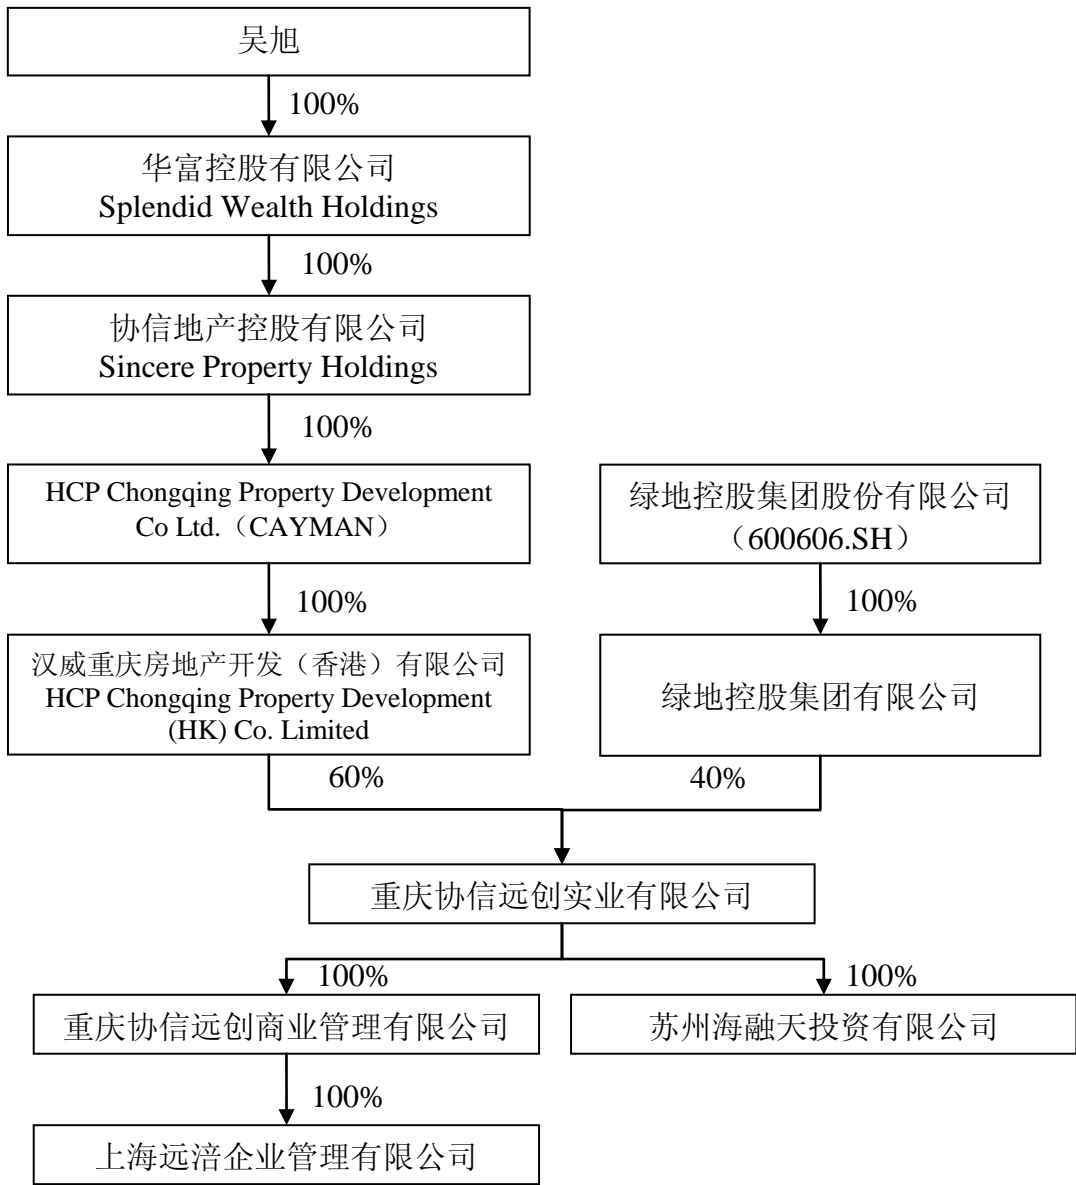 吴旭
100%
华富控股有限公司
Splendid Wealth Holdings
100%
协信地产控股有限公司
Sincere Property Holdings
100%
HCP Chongqing Property Development
Co Ltd.（CAYMAN）
绿地控股集团股份有限公司
（600606.SH）
100%
100%
汉威重庆房地产开发（香港）有限公司
HCP Chongqing Property Development
(HK) Co. Limited
绿地控股集团有限公司
60%
40%
重庆协信远创实业有限公司
100%
100%
重庆协信远创商业管理有限公司
苏州海融天投资有限公司
100%
上海远涪企业管理有限公司